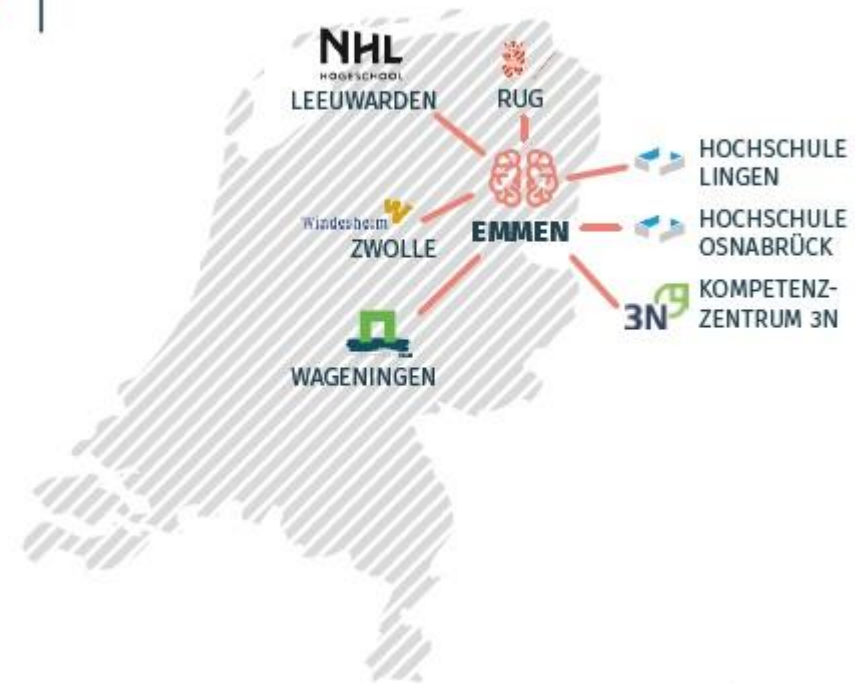 NHL
HOGESCHOOL
LEEUWARDEN
RUG
HOCHSCHULE
LINGEN
Windesheim
ZWOLLE
EMMEN
HOCHSCHULE
OSNABRÜCK
3N
KOMPETENZ-
ZENTRUM 3N
WAGENINGEN